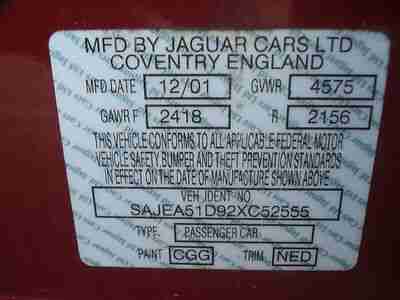 MFD BY JAGUAR CARS LTD
COVENTRY ENGLAND
MFD DATE 12/01 GVWR 4575
GAWR F 2418 R 2156
THIS VEHICLE CONFORMS TO ALL APPLICABLE FEDERAL MOTOR
VEHICLE SAFETY BUMPER AND THEFT PREVENTION STANDARDS
IN EFFECT ON THE DATE OF MANUFACTURE SHOWN ABOVE
VEH IDENT NO
SAJEA51D92XC52555
TYPE: PASSENGER CAR
PAINT CGG TRIM NED